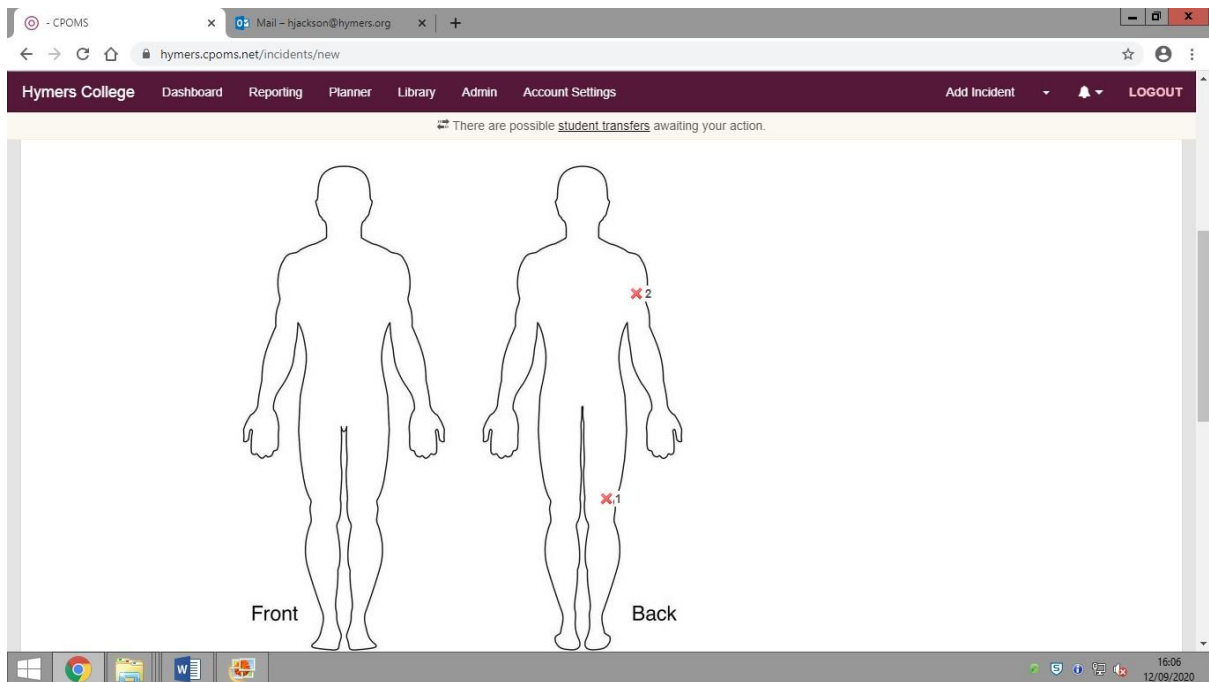 - CPOMS
Mail – hjackson@hymers.org
hymers.cpoms.net/incidents/new
Hymers College Dashboard Reporting Planner Library Admin Account Settings Add Incident LOGOUT
There are possible student transfers awaiting your action.
2
1
Front
Back
16:06
12/09/2020